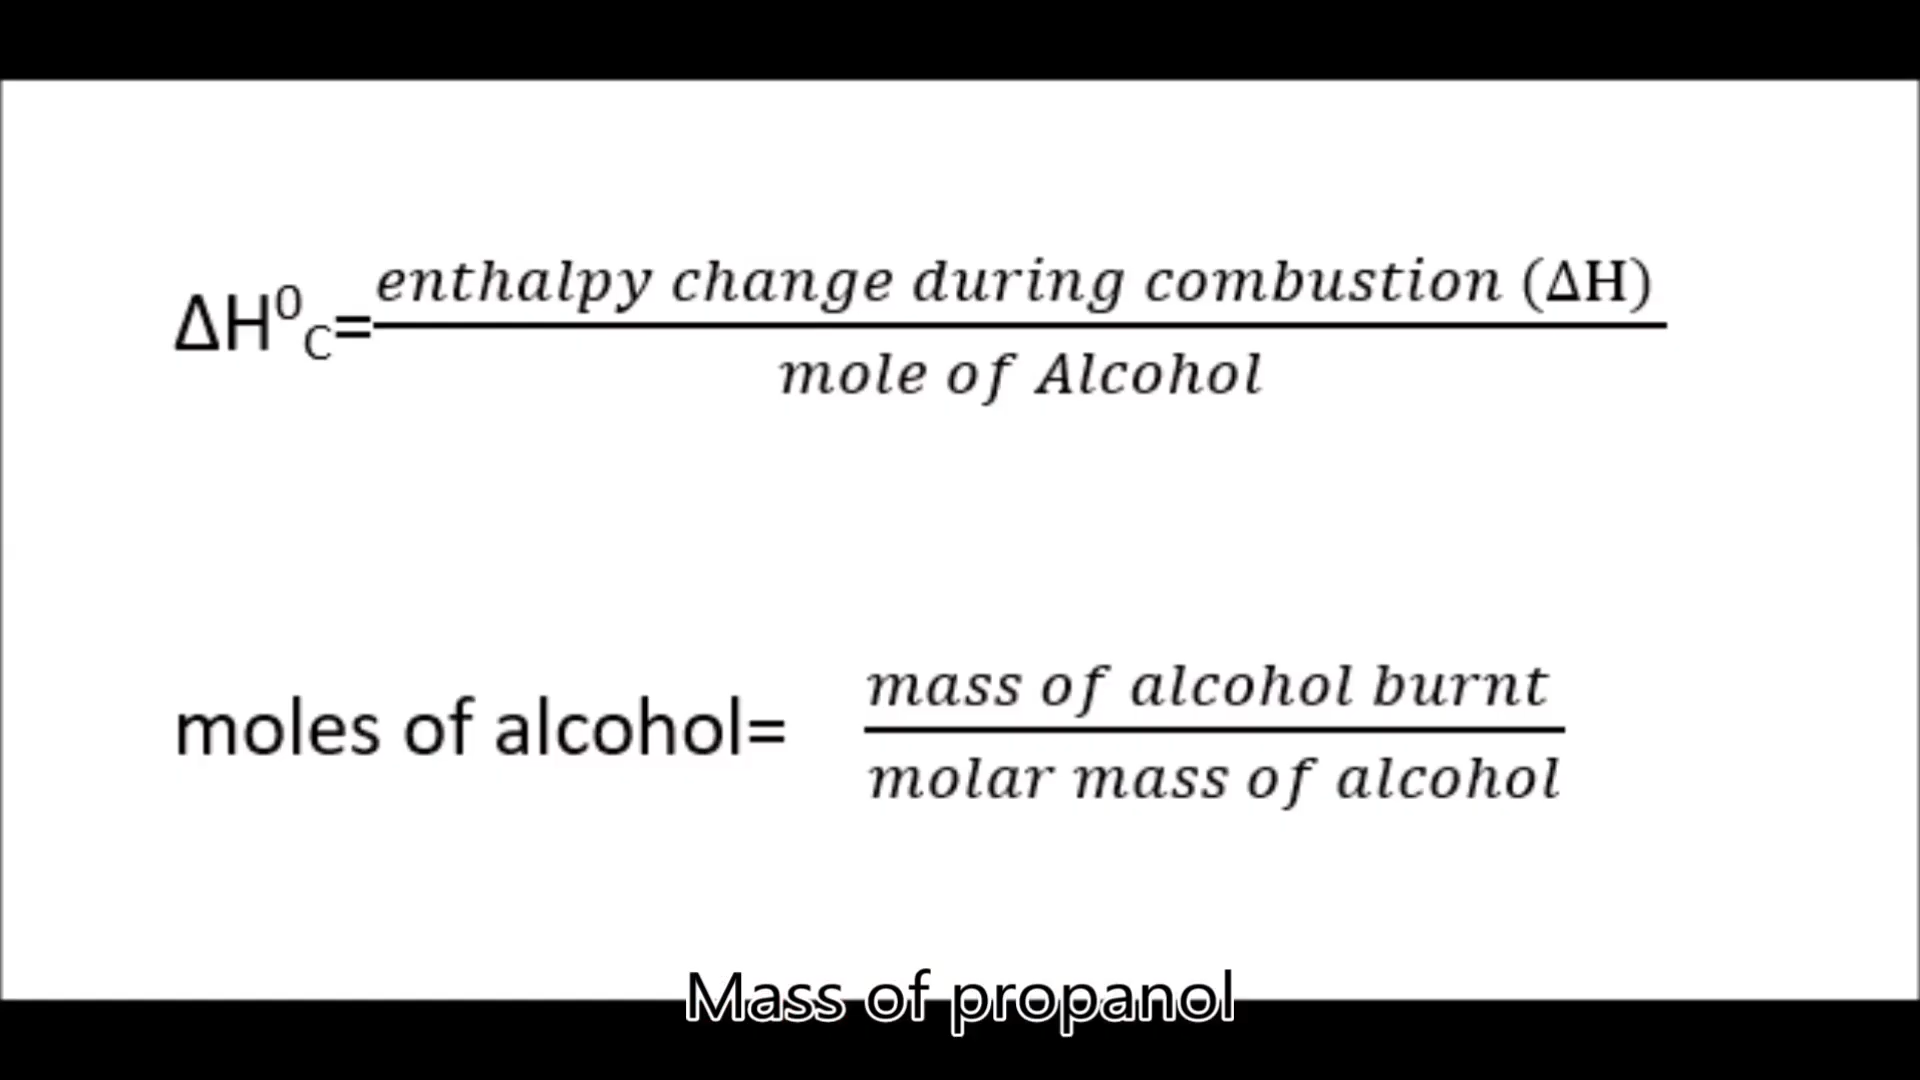 ΔH⁰c= enthalpy change during combustion (ΔH)
mole of Alcohol
moles of alcohol= mass of alcohol burnt
molar mass of alcohol
Mass of propanol